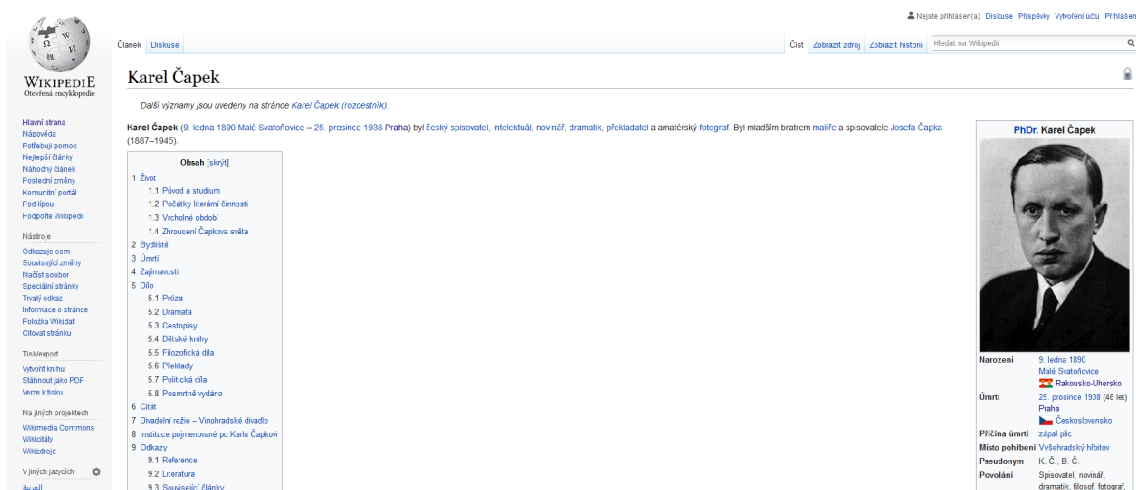 Nejste přihlášen(a) Diskuse Příspěvky Vytvoření účtu Přihlášen
Článek Diskuse
Číst Zobrazit zdroj Zobrazit historii Hledat na Wikipedii
WIKIPEDIE
Otevřená encyklopedie
Hlavní strana
Nápověda
Potřebuji pomoc
Nejlepší články
Náhodný článek
Poslední změny
Komunitní portál
Pod lípou
Podpořte Wikipedii
Nástroje
Odkazuje sem
Související změny
Načíst soubor
Speciální stránky
Trvalý odkaz
Informace o stránce
Položka Wikidat
Citovat stránku
Tisk/export
Vytvořit knihu
Stáhnout jako PDF
Verze k tisku
Na jiných projektech
Wikimedia Commons
Wikicitáty
Wikizdroje
V jiných jazycích
Karel Čapek
Další významy jsou uvedeny na stránce Karel Čapek (rozcestník).
Karel Čapek (9. ledna 1890 Malé Svatoňovice – 25. prosince 1938 Praha) byl český spisovatel, intelektuál, novinář, dramatik, překladatel a amatérský fotograf. Byl mladším bratrem malíře a spisovatele Josefa Čapka
(1887–1945).
Obsah [skrýt]
1 Život
1.1 Původ a studium
1.2 Počátky literární činnosti
1.3 Vrcholné období
1.4 Zhroucení Čapkova světa
2 Bydliště
3 Úmrtí
4 Zajímavosti
5 Dílo
5.1 Próza
5.2 Dramata
5.3 Cestopisy
5.4 Dětské knihy
5.5 Filozofická díla
5.6 Překlady
5.7 Politická díla
5.8 Posmrtně vydáno
6 Citát
7 Divadelní režie – Vinohradské divadlo
8 Instituce pojmenované po Karlu Čapkovi
9 Odkazy
9.1 Reference
9.2 Literatura
9.3 Související články
PhDr. Karel Čapek
Narození 9. ledna 1890
Malé Svatoňovice
Rakousko-Uhersko
Úmrtí 25. prosince 1938 (48 let)
Praha
Československo
Příčina úmrtí zápal plic
Místo pohřbení Vyšehradský hřbitov
Pseudonym K. Č., B. Č.
Povolání Spisovatel, novinář,
dramatik, filosof, fotograf,